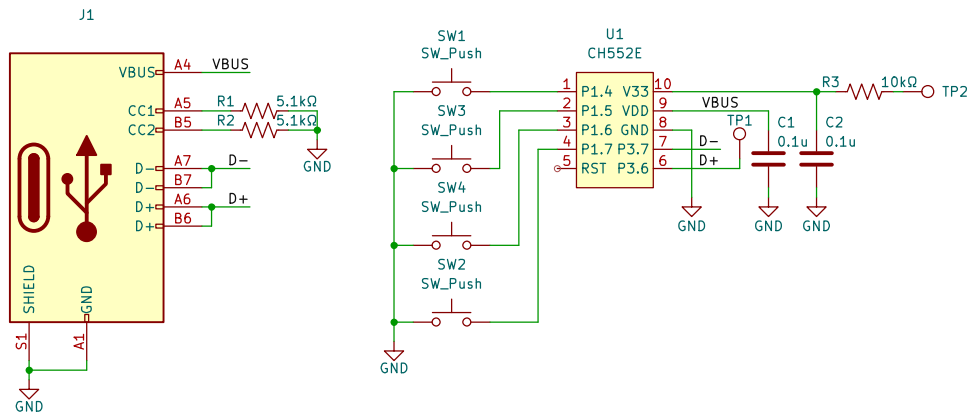 J1
VBUS
A4
VBUS
CC1
A5
R1
5.1kΩ
CC2
B5
R2
5.1kΩ
GND
D-
A7
D-
D-
B7
D+
A6
D+
D+
B6
SHIELD
GND
S1
A1
GND
SW1
SW_Push
SW3
SW_Push
SW4
SW_Push
SW2
SW_Push
GND
U1
CH552E
1 P1.4 V33 10
2 P1.5 VDD 9
3 P1.6 GND 8
4 P1.7 P3.7 7
5 RST P3.6 6
VBUS
TP1
D-
D+
GND
C1
0.1u
GND
C2
0.1u
GND
R3
10kΩ
TP2